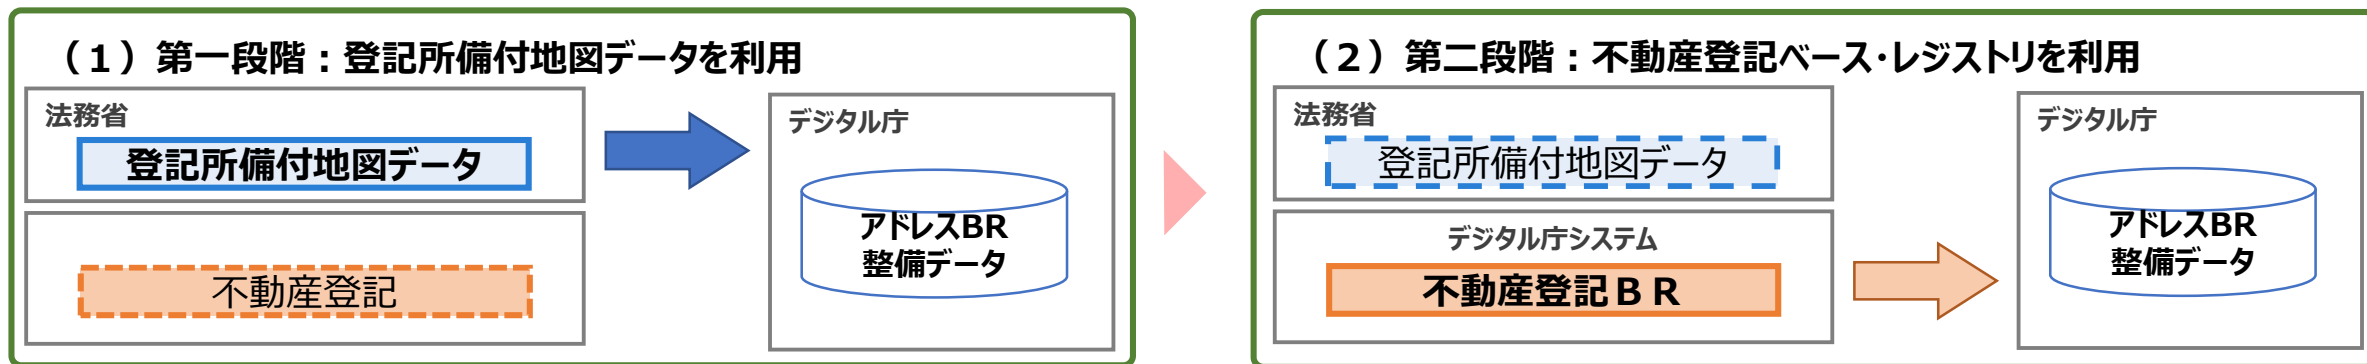 （１）第一段階：登記所備付地図データを利用
法務省
登記所備付地図データ
不動産登記
デジタル庁
アドレスBR
整備データ
（２）第二段階：不動産登記ベース・レジストリを利用
法務省
登記所備付地図データ
デジタル庁システム
不動産登記ＢＲ
デジタル庁
アドレスBR
整備データ